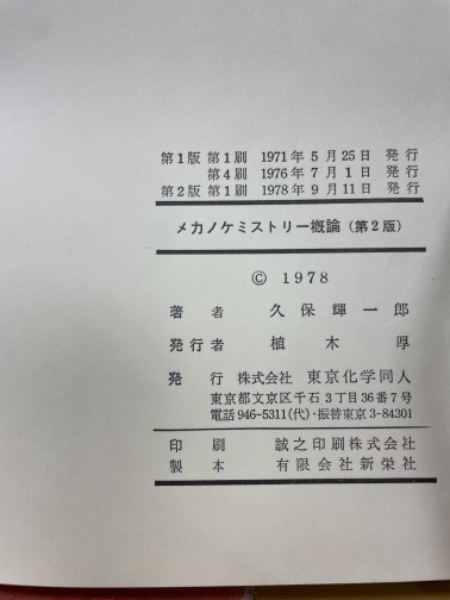 第1版 第1刷 1971年5月25日 発行
第4刷 1976年7月1日 発行
第2版 第1刷 1978年9月11日 発行
メカノケミストリー概論（第2版）
© 1978
著者 久保輝一郎
発行者 植木厚
発行 株式会社 東京化学同人
東京都文京区千石3丁目36番7号
電話 946-5311(代)・振替東京 3-84301
印刷 誠之印刷株式会社
製本 有限会社新栄社